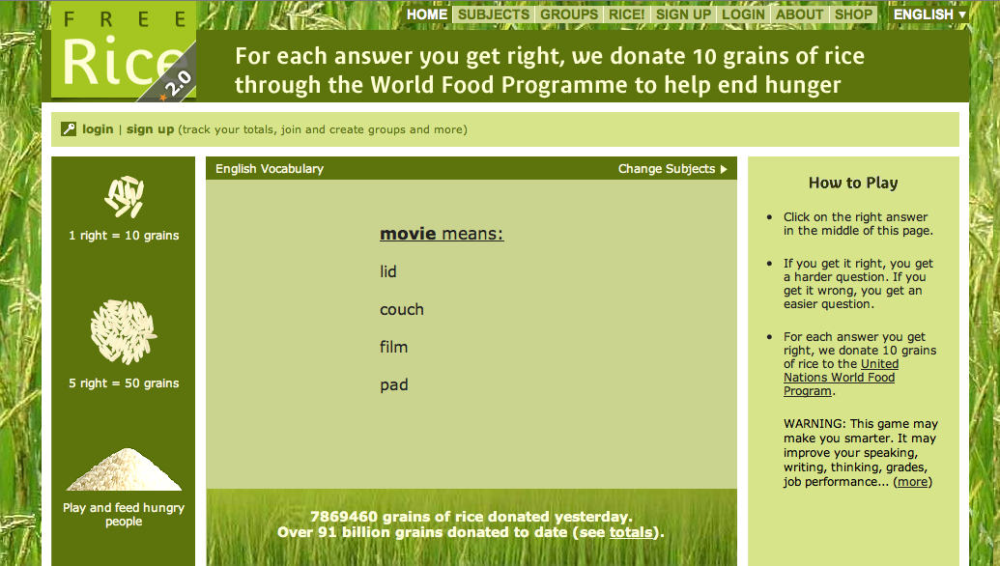 F R E E
Rice
2.0
HOME SUBJECTS GROUPS RICE! SIGN UP LOGIN ABOUT SHOP ENGLISH ▼
For each answer you get right, we donate 10 grains of rice
through the World Food Programme to help end hunger
login | sign up (track your totals, join and create groups and more)
1 right = 10 grains
5 right = 50 grains
Play and feed hungry
people
English Vocabulary
Change Subjects ▶
movie means:
lid
couch
film
pad
7869460 grains of rice donated yesterday.
Over 91 billion grains donated to date (see totals).
How to Play
• Click on the right answer
in the middle of this page.
• If you get it right, you get
a harder question. If you
get it wrong, you get an
easier question.
• For each answer you get
right, we donate 10 grains
of rice to the United
Nations World Food
Program.
WARNING: This game may
make you smarter. It may
improve your speaking,
writing, thinking, grades,
job performance... (more)